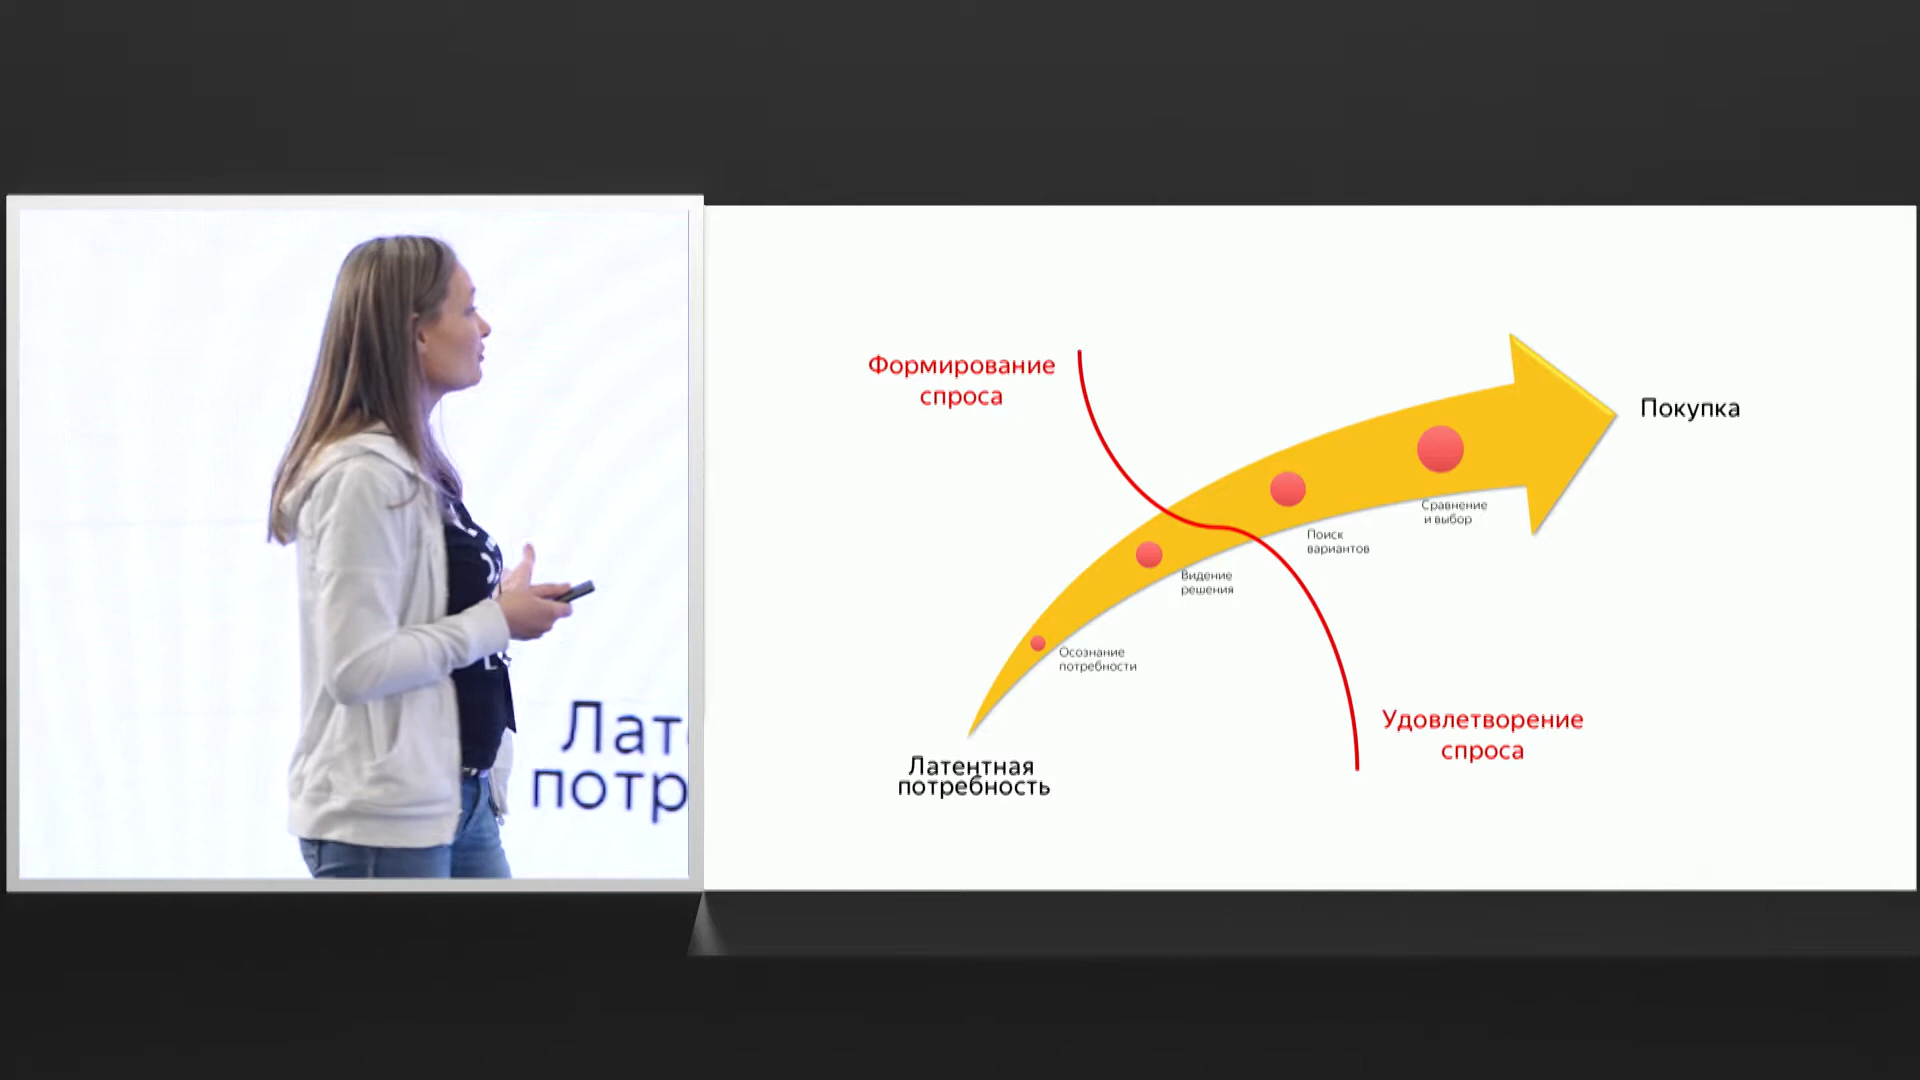 Лат
потр
Формирование
спроса
Покупка
Сравнение
и выбор
Поиск
вариантов
Видение
решения
Осознание
потребности
Удовлетворение
спроса
Латентная
потребность